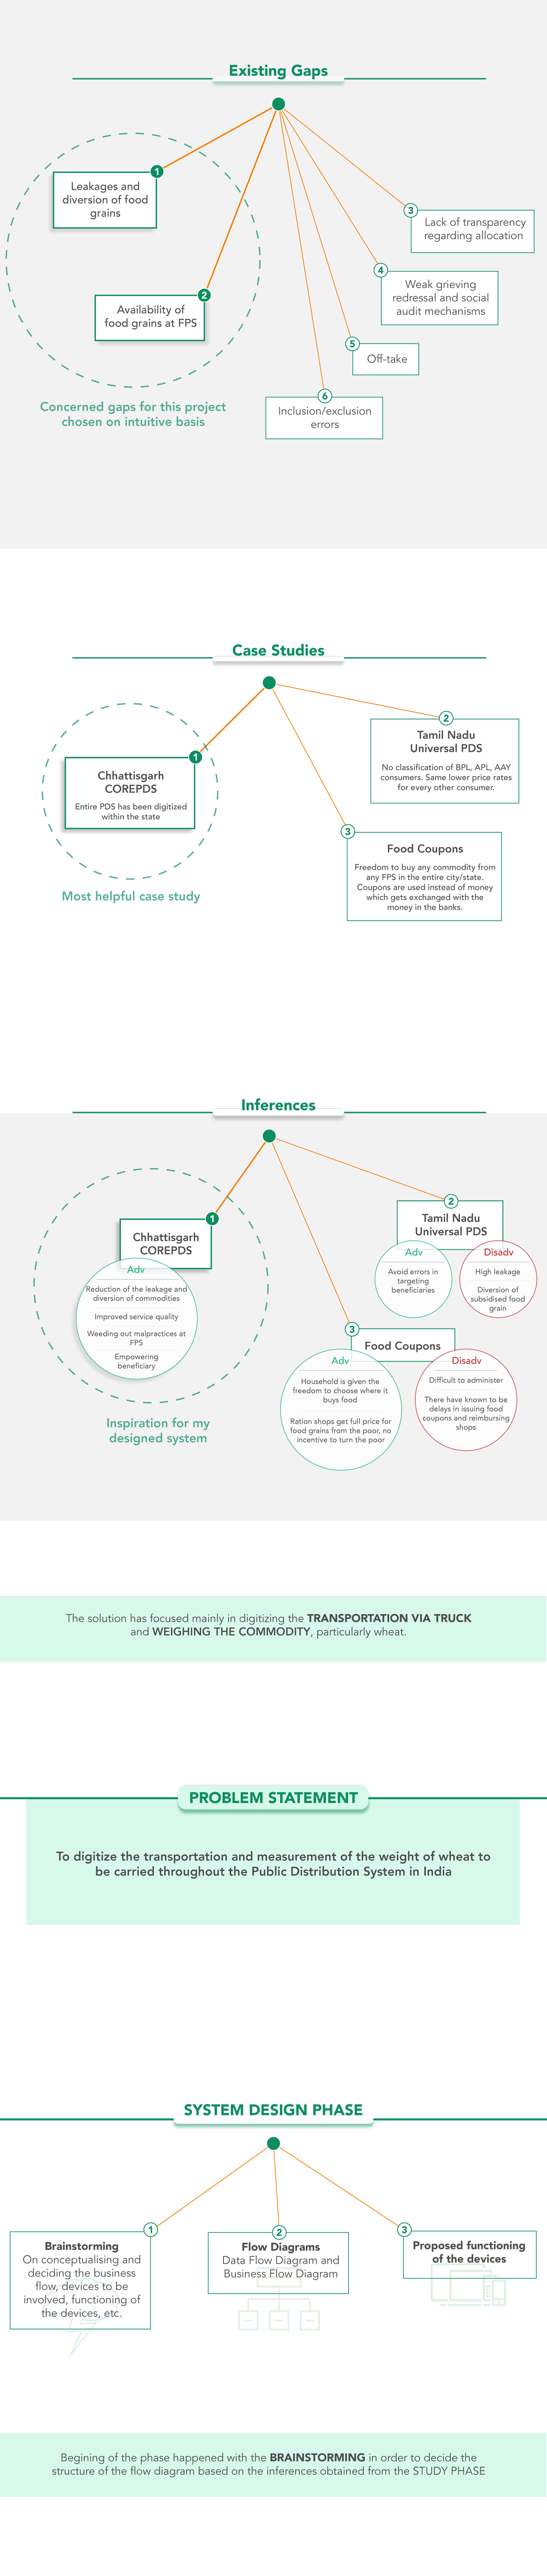 Existing Gaps
1
Leakages and
diversion of food
grains
2
Availability of
food grains at FPS
Concerned gaps for this project
chosen on intuitive basis
3
Lack of transparency
regarding allocation
4
Weak grieving
redressal and social
audit mechanisms
5
Off-take
6
Inclusion/exclusion
errors
Case Studies
1
Chhattisgarh
COREPDS
Entire PDS has been digitized
within the state
Most helpful case study
2
Tamil Nadu
Universal PDS
No classification of BPL, APL, AAY
consumers. Same lower price rates
for every other consumer.
3
Food Coupons
Freedom to buy any commodity from
any FPS in the entire city/state.
Coupons are used instead of money
which gets exchanged with the
money in the banks.
Inferences
1
Chhattisgarh
COREPDS
Adv
Reduction of the leakage and
diversion of commodities
Improved service quality
Weeding out malpractices at
FPS
Empowering
beneficiary
Inspiration for my
designed system
2
Tamil Nadu
Universal PDS
Adv
Avoid errors in
targeting
beneficiaries
Disadv
High leakage
Diversion of
subsidised food
grain
3
Food Coupons
Adv
Household is given the
freedom to choose where it
buys food
Ration shops get full price for
food grains from the poor, no
incentive to turn the poor
Disadv
Difficult to administer
There have known to be
delays in issuing food
coupons and reimbursing
shops
The solution has focused mainly in digitizing the TRANSPORTATION VIA TRUCK
and WEIGHING THE COMMODITY, particularly wheat.
PROBLEM STATEMENT
To digitize the transportation and measurement of the weight of wheat to
be carried throughout the Public Distribution System in India
SYSTEM DESIGN PHASE
1
Brainstorming
On conceptualising and
deciding the business
flow, devices to be
involved, functioning of
the devices, etc.
2
Flow Diagrams
Data Flow Diagram and
Business Flow Diagram
3
Proposed functioning
of the devices
Begining of the phase happened with the BRAINSTORMING in order to decide the
structure of the flow diagram based on the inferences obtained from the STUDY PHASE